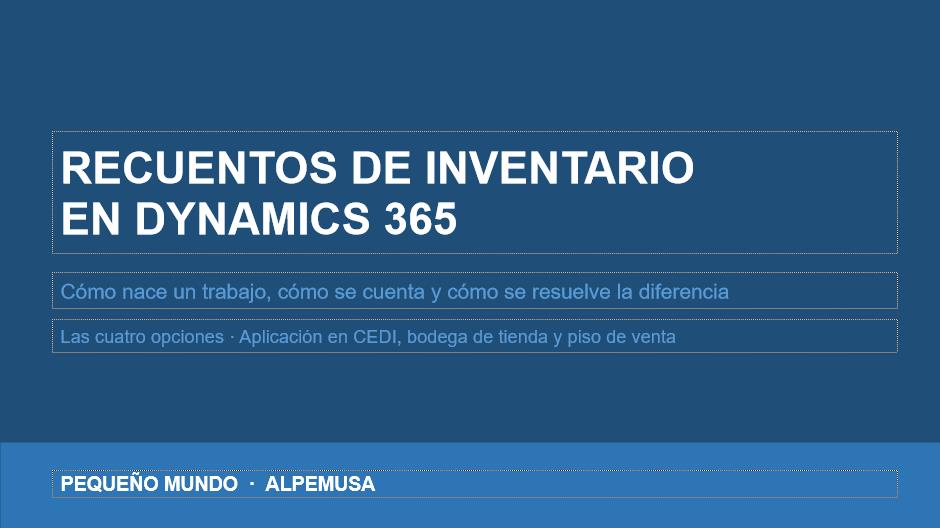 RECUENTOS DE INVENTARIO
EN DYNAMICS 365
Cómo nace un trabajo, cómo se cuenta y cómo se resuelve la diferencia
Las cuatro opciones · Aplicación en CEDI, bodega de tienda y piso de venta
PEQUEÑO MUNDO · ALPEMUSA